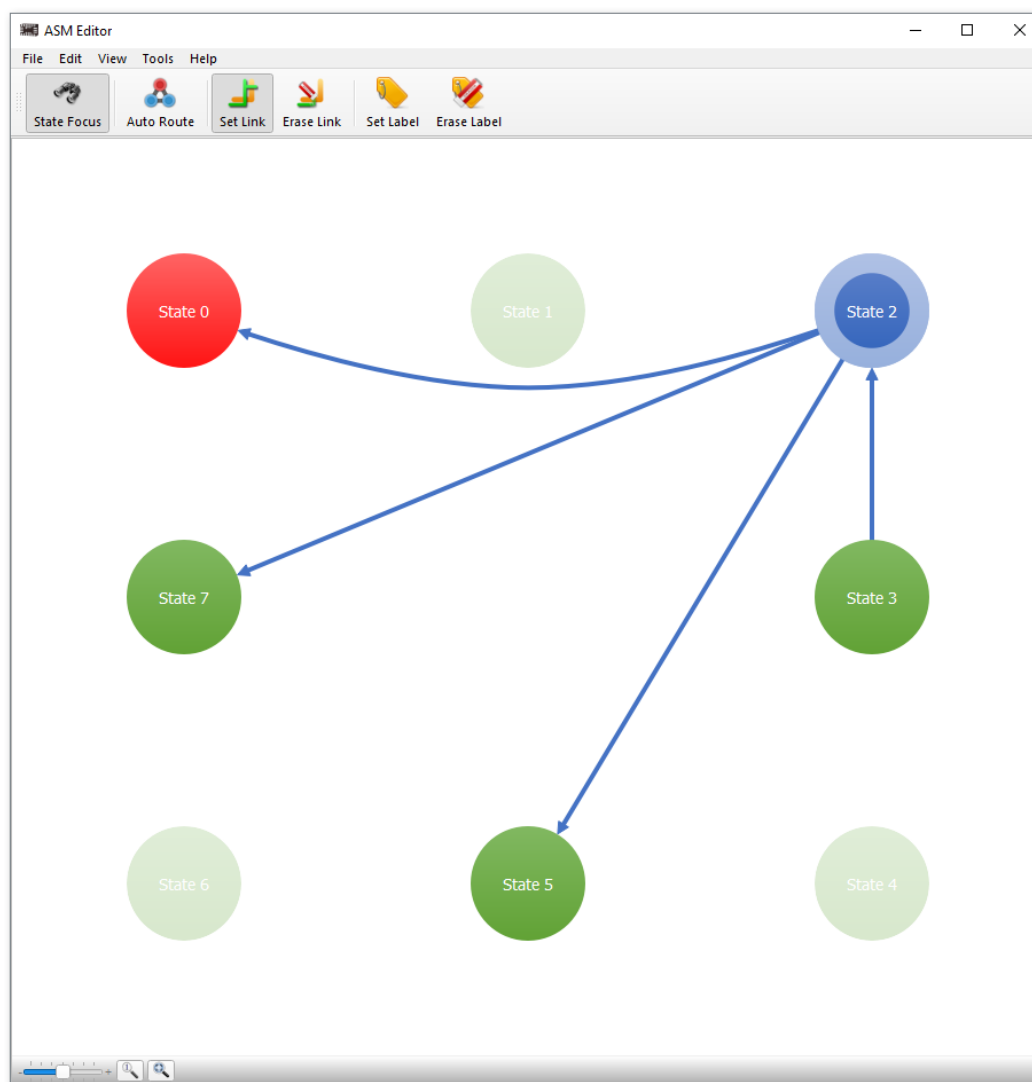 ASM Editor
File Edit View Tools Help
State Focus Auto Route Set Link Erase Link Set Label Erase Label
State 0 State 1 State 2
State 7 State 3
State 6 State 5 State 4
- +